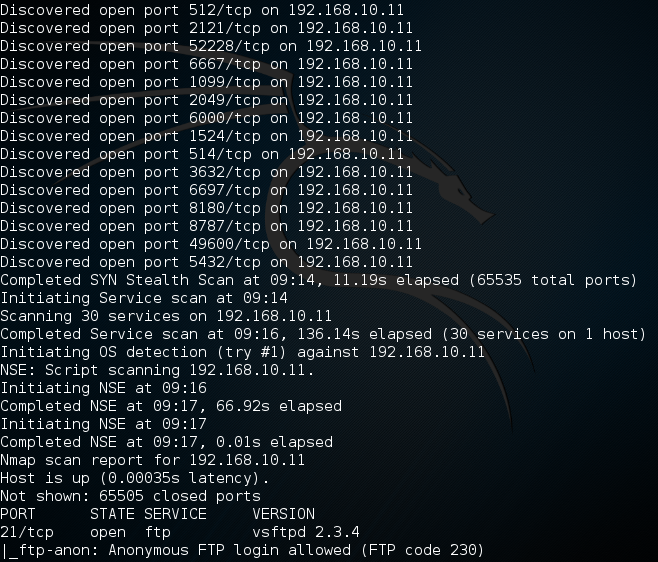 Discovered open port 512/tcp on 192.168.10.11
Discovered open port 2121/tcp on 192.168.10.11
Discovered open port 52228/tcp on 192.168.10.11
Discovered open port 6667/tcp on 192.168.10.11
Discovered open port 1099/tcp on 192.168.10.11
Discovered open port 2049/tcp on 192.168.10.11
Discovered open port 6000/tcp on 192.168.10.11
Discovered open port 1524/tcp on 192.168.10.11
Discovered open port 514/tcp on 192.168.10.11
Discovered open port 3632/tcp on 192.168.10.11
Discovered open port 6697/tcp on 192.168.10.11
Discovered open port 8180/tcp on 192.168.10.11
Discovered open port 8787/tcp on 192.168.10.11
Discovered open port 49600/tcp on 192.168.10.11
Discovered open port 5432/tcp on 192.168.10.11
Completed SYN Stealth Scan at 09:14, 11.19s elapsed (65535 total ports)
Initiating Service scan at 09:14
Scanning 30 services on 192.168.10.11
Completed Service scan at 09:16, 136.14s elapsed (30 services on 1 host)
Initiating OS detection (try #1) against 192.168.10.11
NSE: Script scanning 192.168.10.11.
Initiating NSE at 09:16
Completed NSE at 09:17, 66.92s elapsed
Initiating NSE at 09:17
Completed NSE at 09:17, 0.01s elapsed
Nmap scan report for 192.168.10.11
Host is up (0.00035s latency).
Not shown: 65505 closed ports
PORT      STATE SERVICE     VERSION
21/tcp    open  ftp         vsftpd 2.3.4
|_ftp-anon: Anonymous FTP login allowed (FTP code 230)